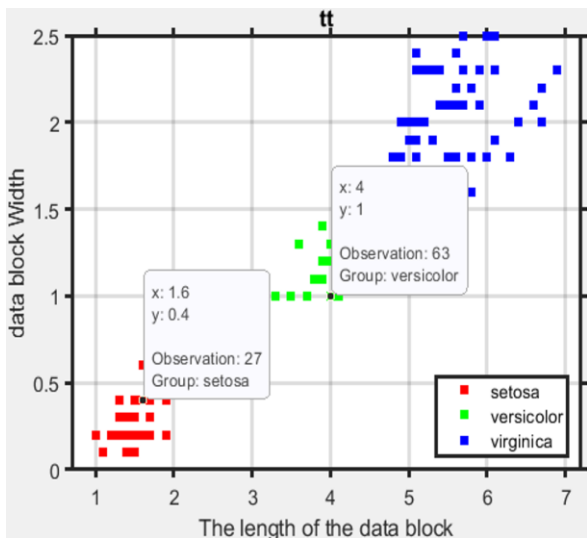 tt
2.5
2
1.5
1
0.5
0
data block Width
x: 4
y: 1
Observation: 63
Group: versicolor
x: 1.6
y: 0.4
Observation: 27
Group: setosa
setosa
versicolor
virginica
1 2 3 4 5 6 7
The length of the data block